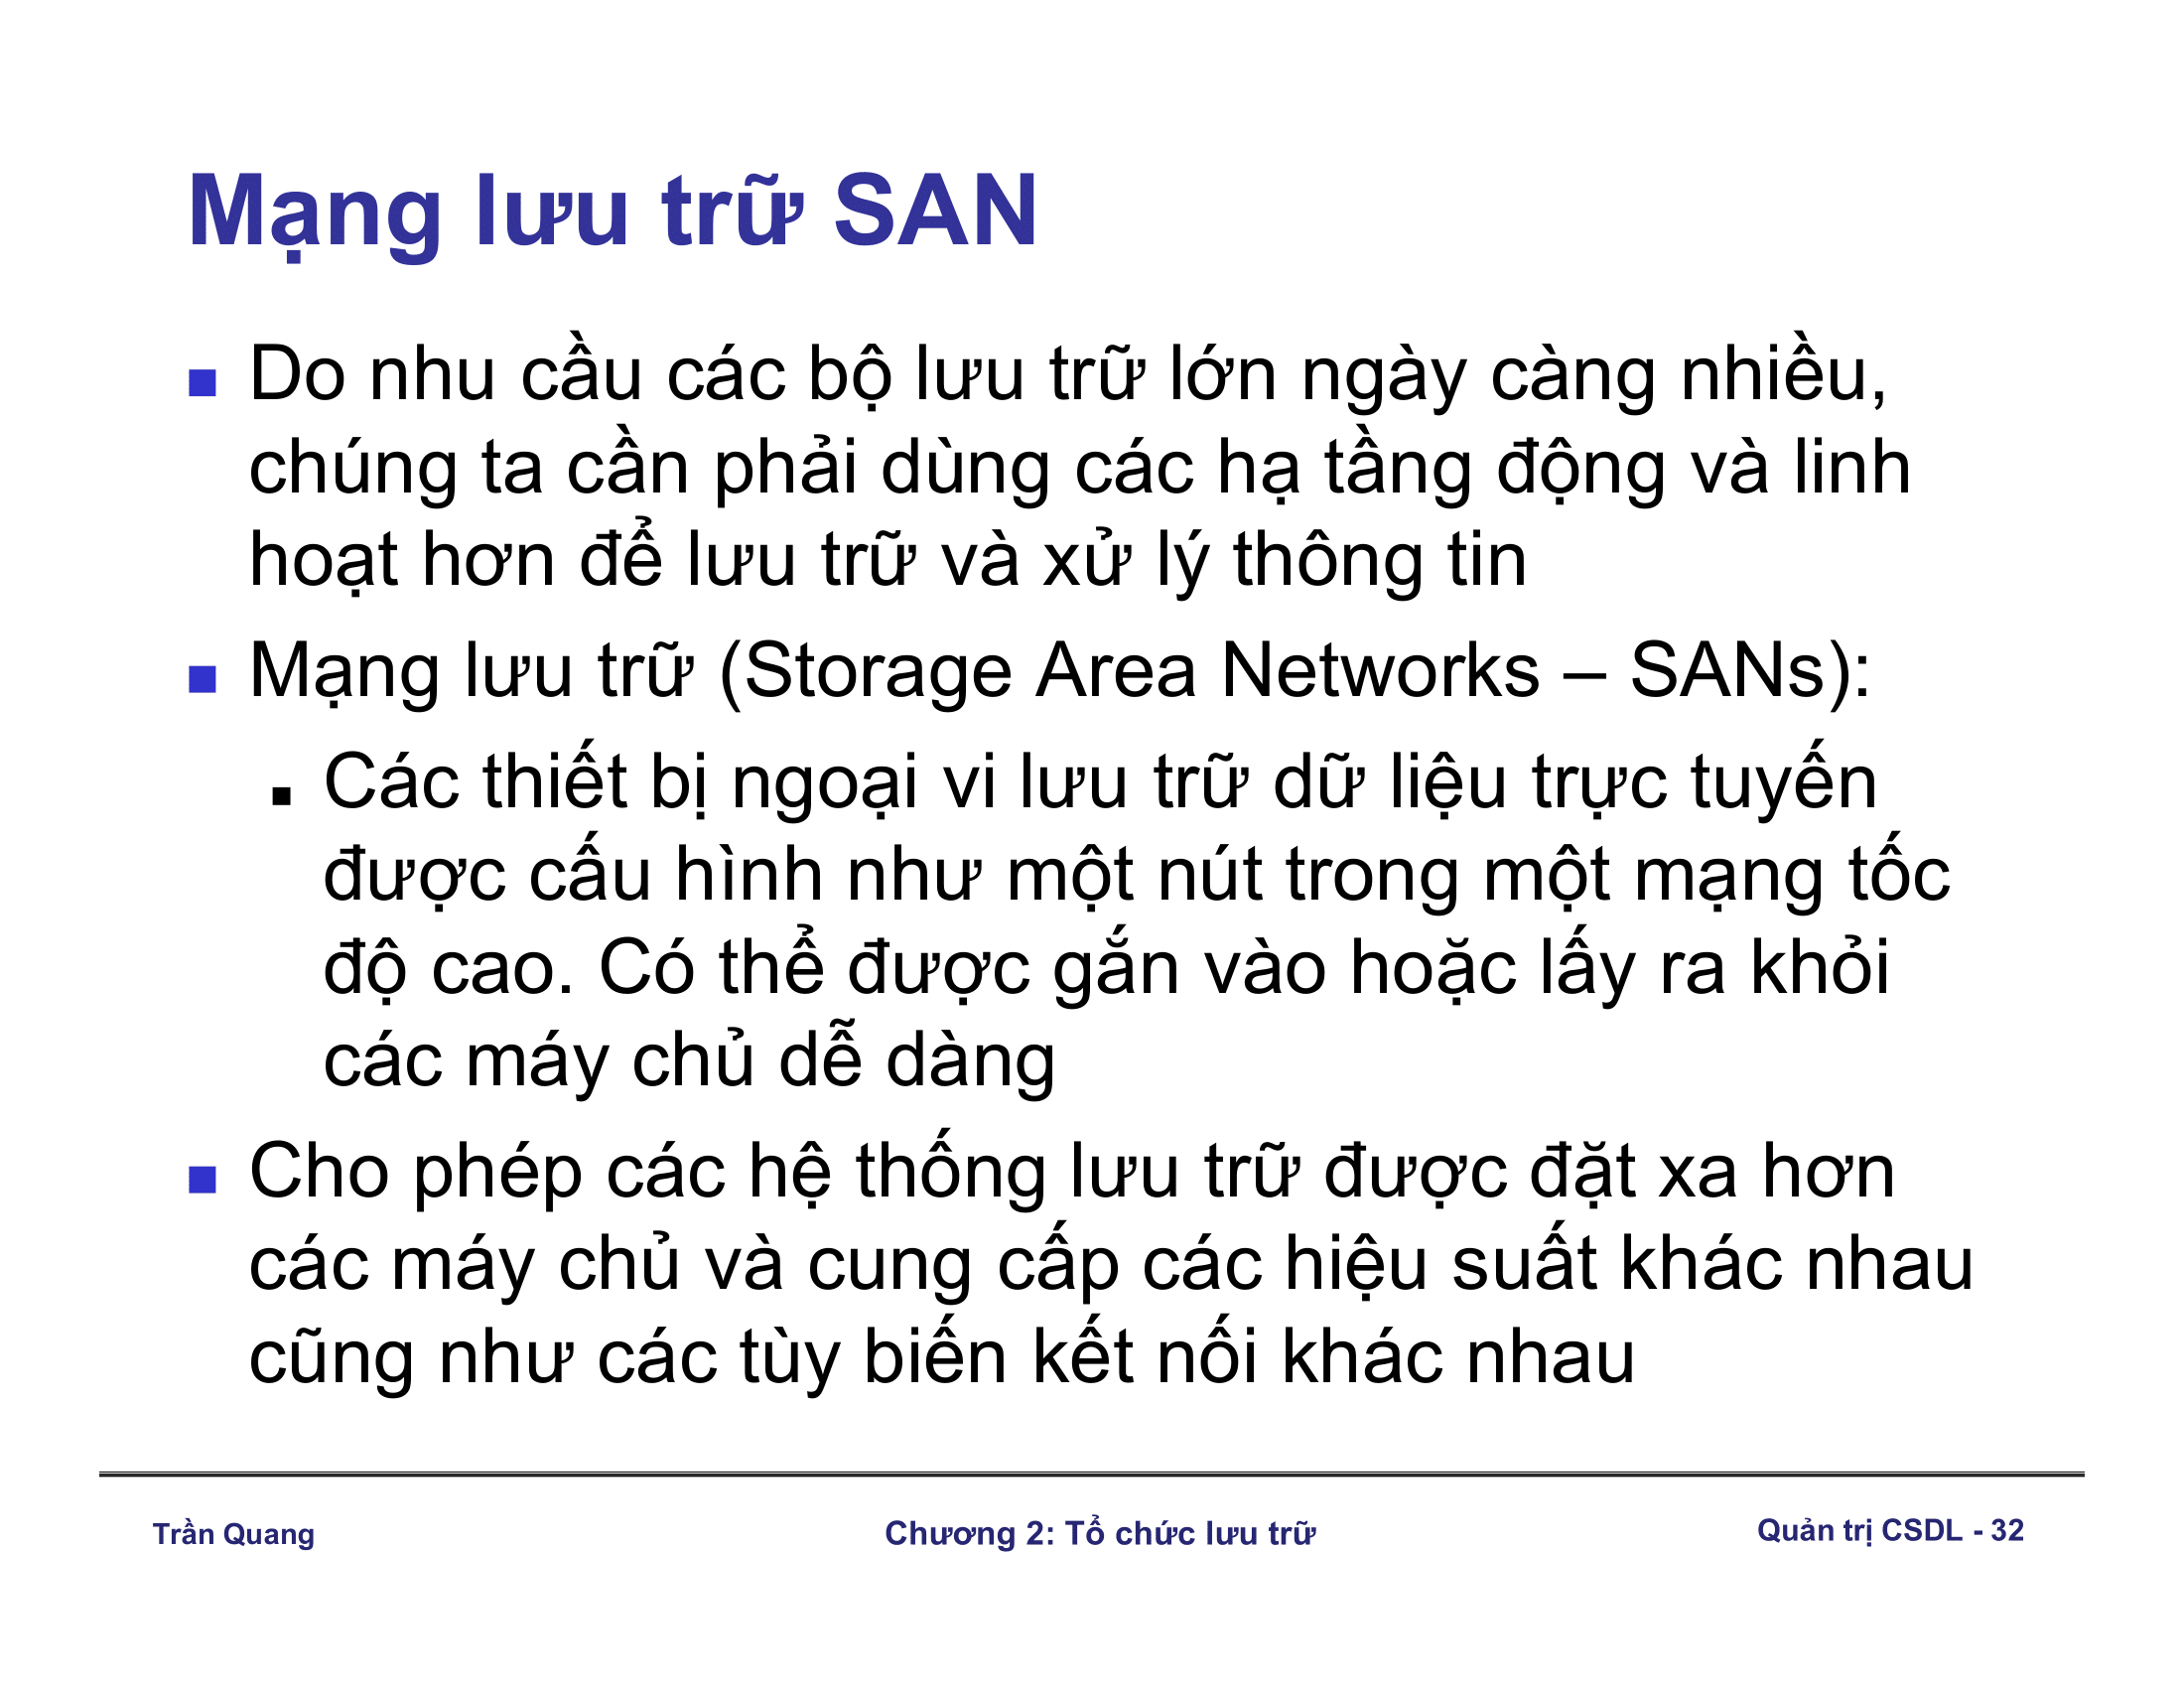 Mạng lưu trữ SAN
Do nhu cầu các bộ lưu trữ lớn ngày càng nhiều,
chúng ta cần phải dùng các hạ tầng động và linh
hoạt hơn để lưu trữ và xử lý thông tin
Mạng lưu trữ (Storage Area Networks – SANs):
Các thiết bị ngoại vi lưu trữ dữ liệu trực tuyến
được cấu hình như một nút trong một mạng tốc
độ cao. Có thể được gắn vào hoặc lấy ra khỏi
các máy chủ dễ dàng
Cho phép các hệ thống lưu trữ được đặt xa hơn
các máy chủ và cung cấp các hiệu suất khác nhau
cũng như các tùy biến kết nối khác nhau
Trần Quang
Chương 2: Tổ chức lưu trữ
Quản trị CSDL - 32